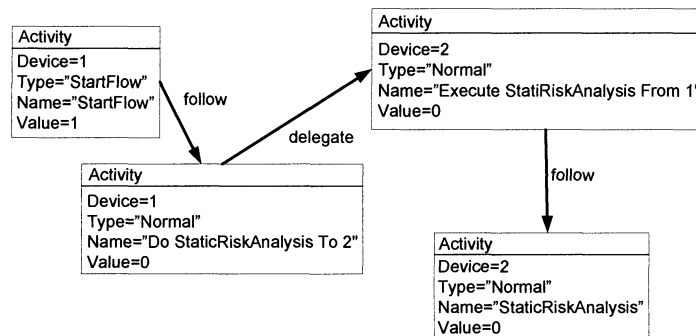 Activity
Device=1
Type="StartFlow"
Name="StartFlow"
Value=1
follow
Activity
Device=1
Type="Normal"
Name="Do StaticRiskAnalysis To 2"
Value=0
delegate
Activity
Device=2
Type="Normal"
Name="Execute StatiRiskAnalysis From 1"
Value=0
follow
Activity
Device=2
Type="Normal"
Name="StaticRiskAnalysis"
Value=0